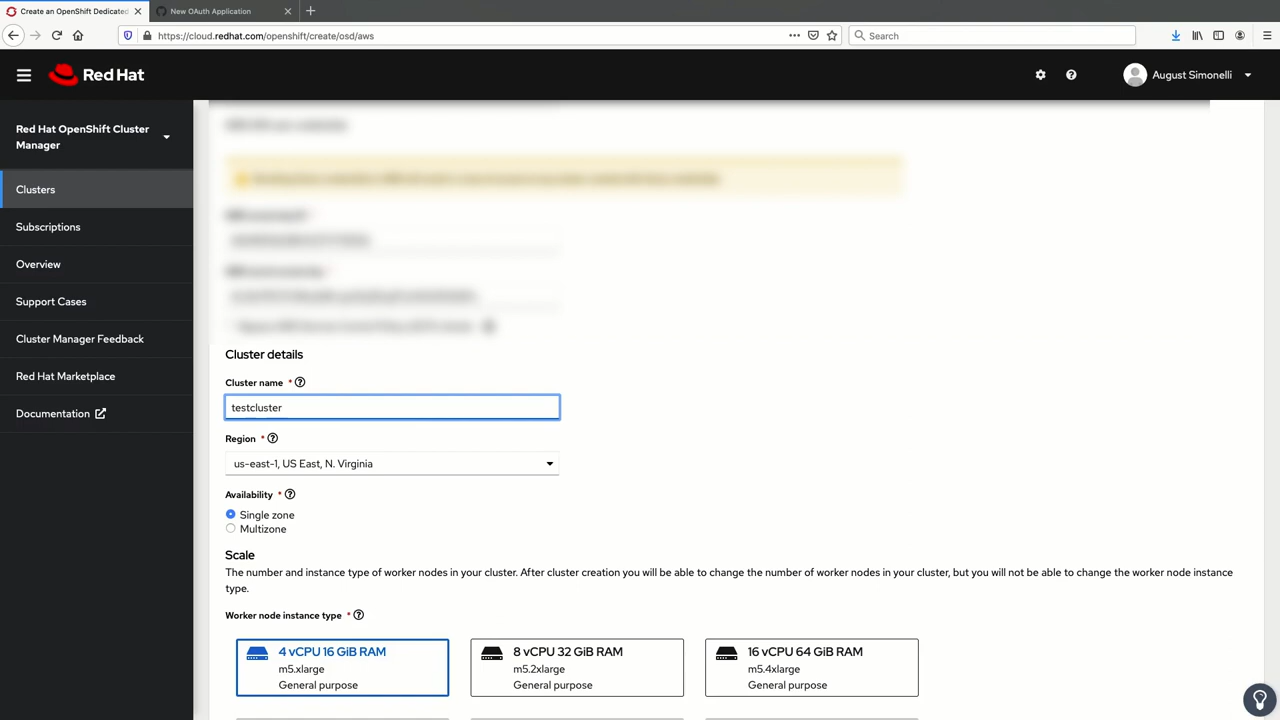 Create an OpenShift Dedicated
New OAuth Application
https://cloud.redhat.com/openshift/create/osd/aws
Search
Red Hat
August Simonelli
Red Hat OpenShift Cluster
Manager
Clusters
Subscriptions
Overview
Support Cases
Cluster Manager Feedback
Red Hat Marketplace
Documentation
Cluster details
Cluster name *
testcluster
Region *
us-east-1, US East, N. Virginia
Availability *
Single zone
Multizone
Scale
The number and instance type of worker nodes in your cluster. After cluster creation you will be able to change the number of worker nodes in your cluster, but you will not be able to change the worker node instance
type.
Worker node instance type *
4 vCPU 16 GiB RAM
m5.xlarge
General purpose
8 vCPU 32 GiB RAM
m5.2xlarge
General purpose
16 vCPU 64 GiB RAM
m5.4xlarge
General purpose